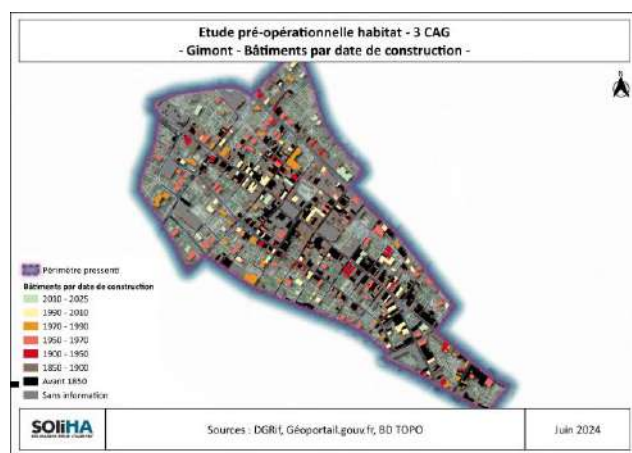 Etude pré-opérationnelle habitat - 3 CAG
- Gimont - Bâtiments par date de construction -
N
Périmètre pressenti
Bâtiments par date de construction
2010 - 2025
1990 - 2010
1970 - 1990
1950 - 1970
1900 - 1950
1850 - 1900
Avant 1850
Sans information
SOLIHA
Sources : DGRif, Géoportail.gouv.fr, BD TOPO
Juin 2024